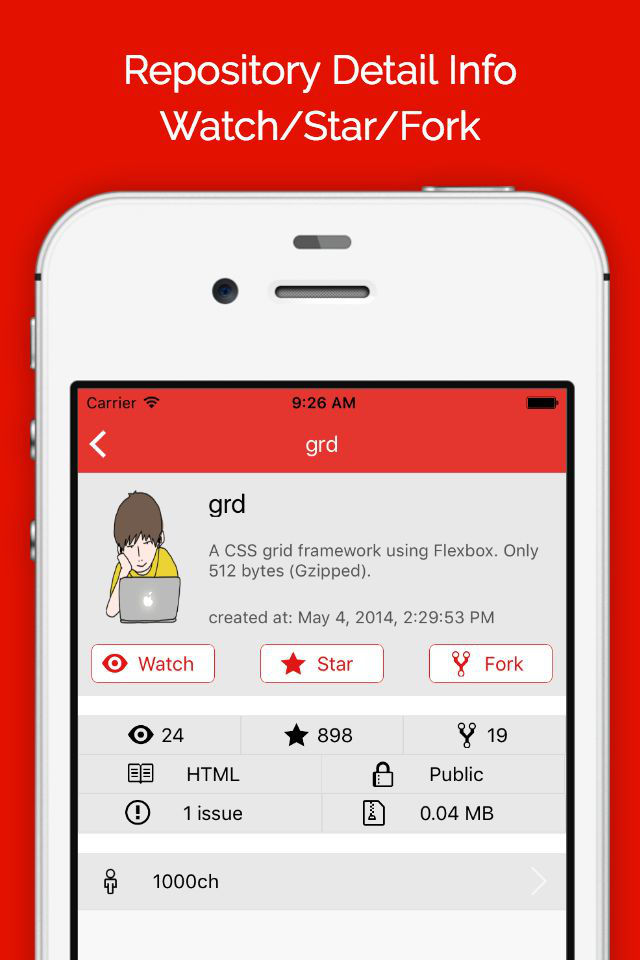 Repository Detail Info
Watch/Star/Fork
Carrier 9:26 AM
grd
grd
A CSS grid framework using Flexbox. Only
512 bytes (Gzipped).
created at: May 4, 2014, 2:29:53 PM
Watch Star Fork
24 898 19
HTML Public
1 issue 0.04 MB
1000ch